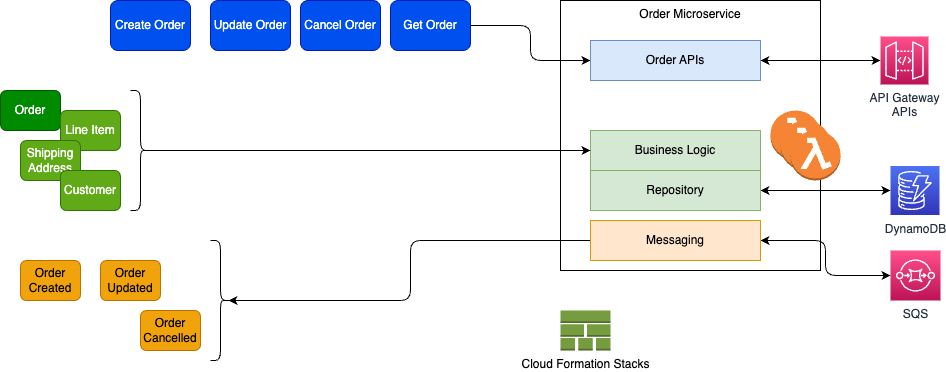 Create Order
Update Order
Cancel Order
Get Order
Order Microservice
Order APIs
API Gateway
APIs
Order
Line Item
Shipping
Address
Customer
Business Logic
Repository
DynamoDB
Messaging
SQS
Order
Created
Order
Updated
Order
Cancelled
Cloud Formation Stacks